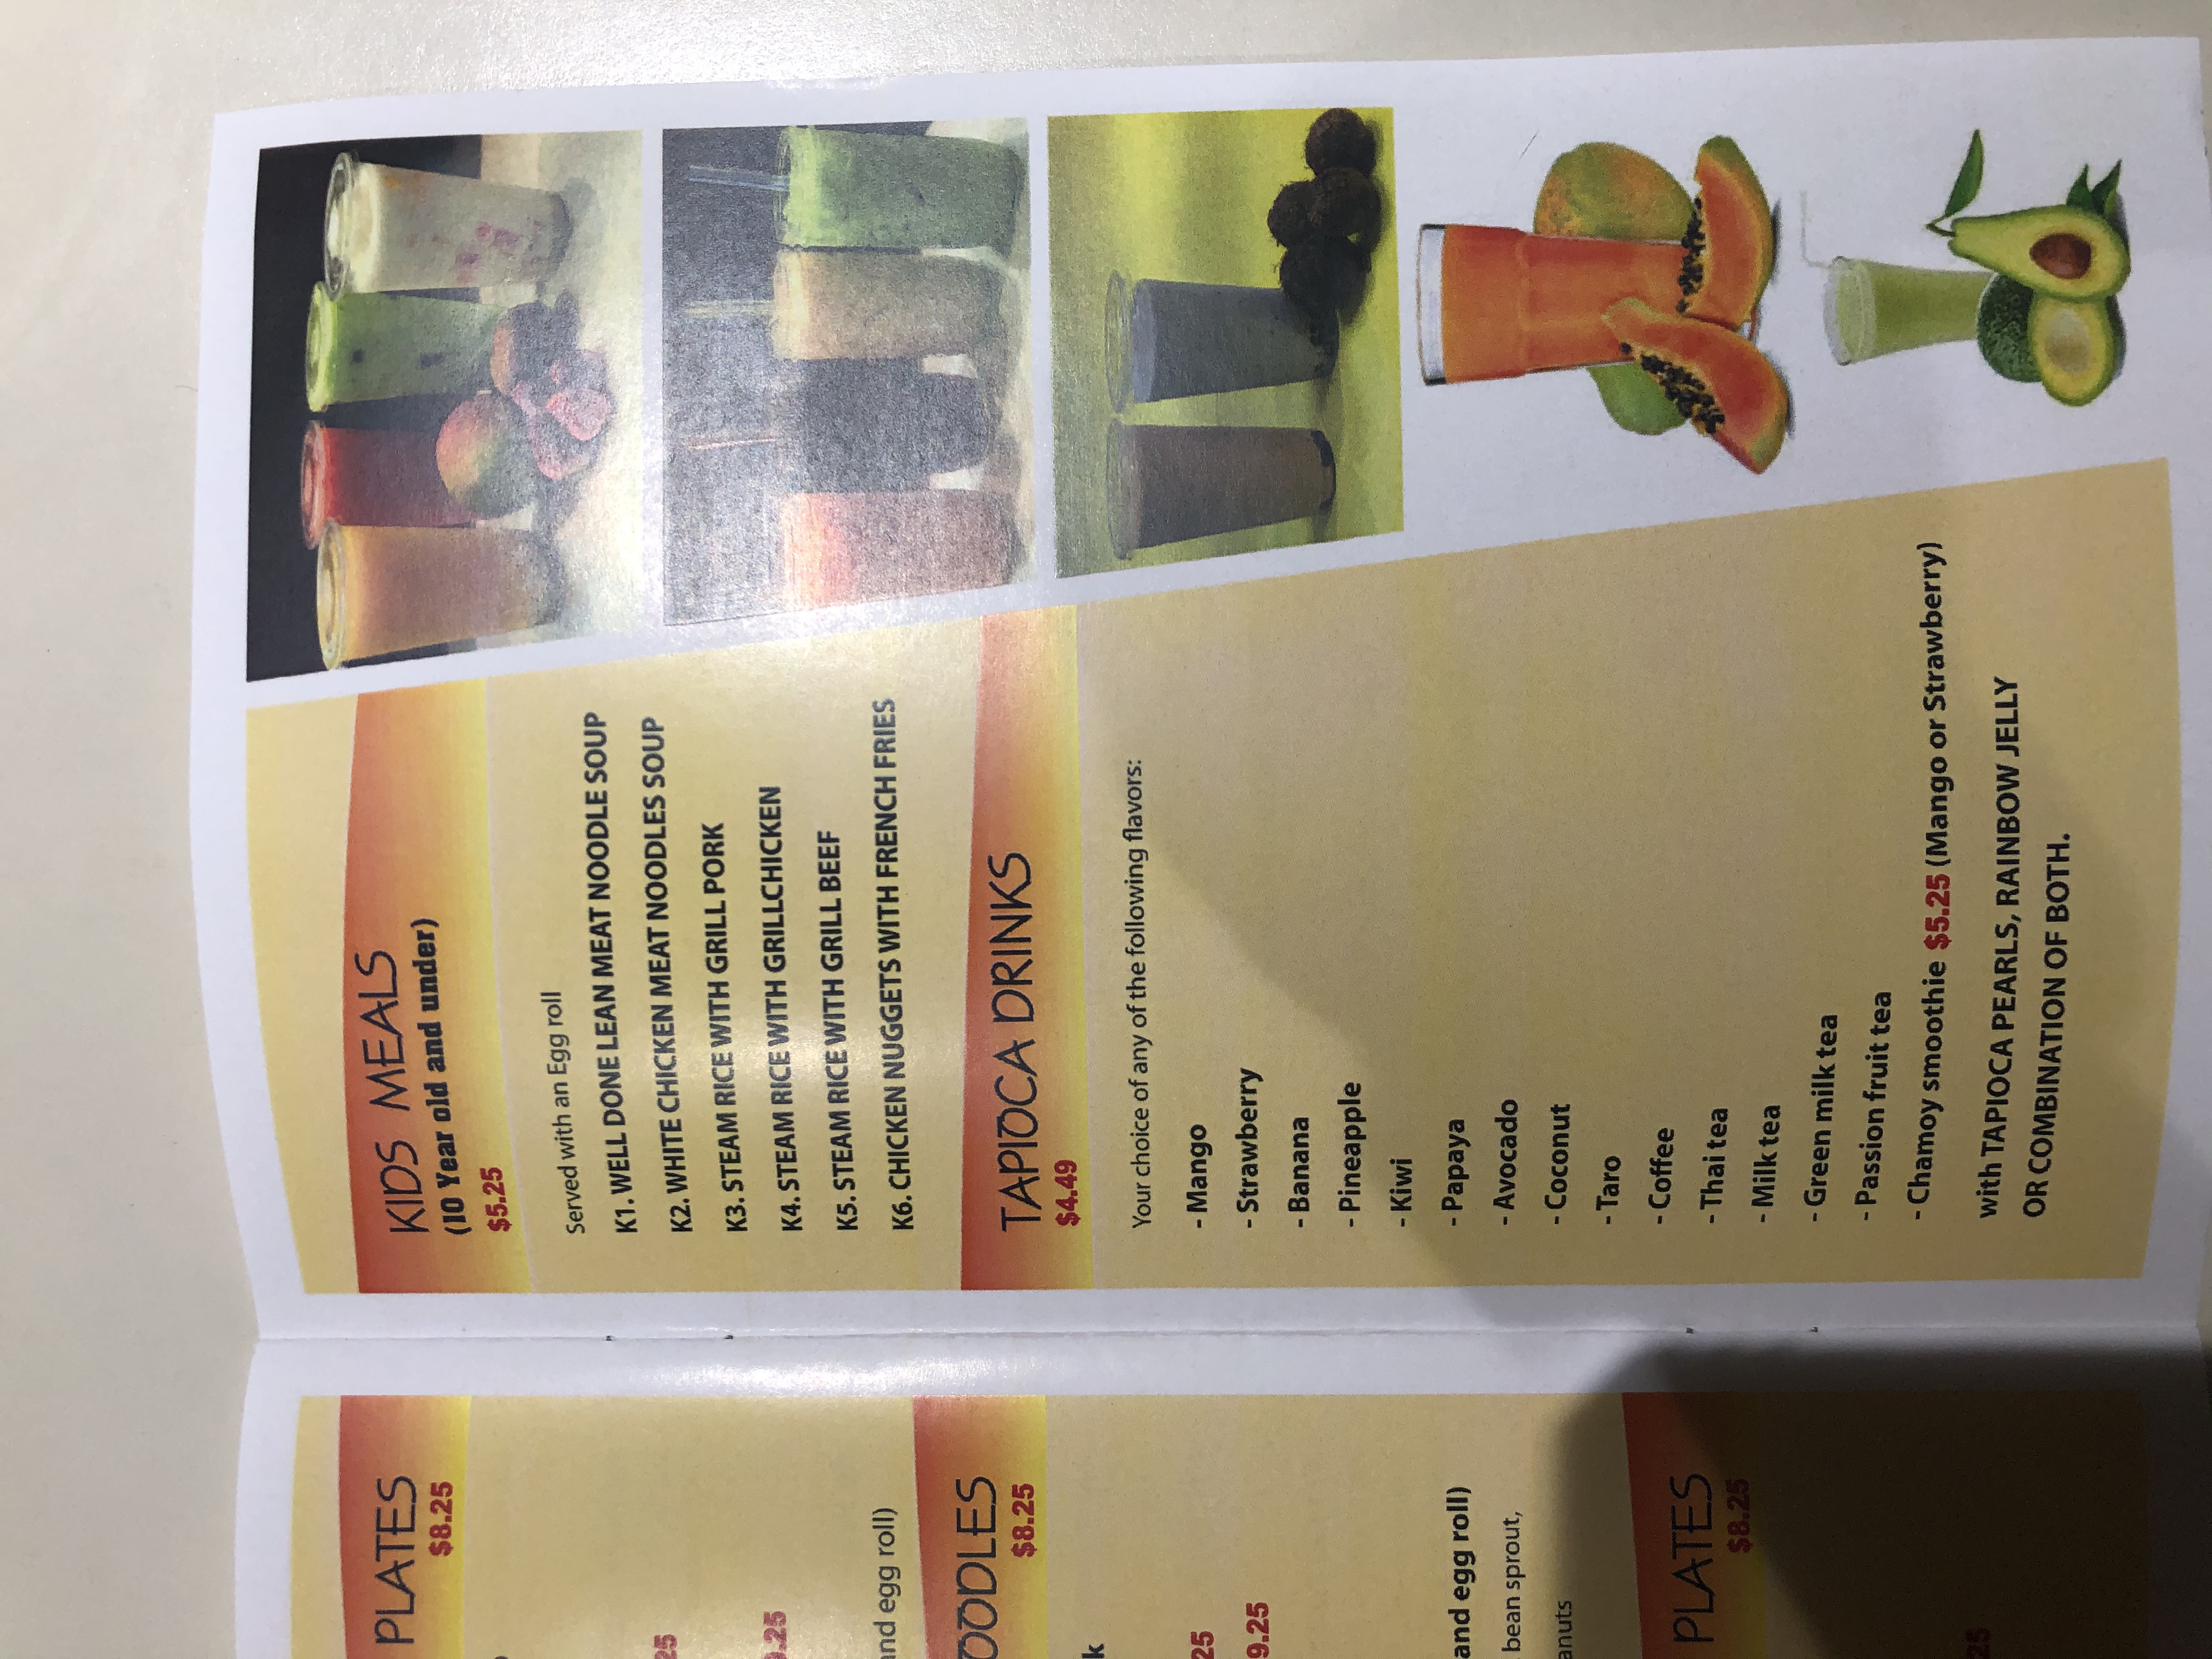 PLATES
$8.25
25
9.25
and egg roll)
OODLES
$8.25
k
25
9.25
and egg roll)
bean sprout,
anuts
PLATES
$8.25
25
KIDS MEALS
(10 Year old and under)
$5.25
Served with an Egg roll
K1. WELL DONE LEAN MEAT NOODLE SOUP
K2. WHITE CHICKEN MEAT NOODLES SOUP
K3. STEAM RICE WITH GRILL PORK
K4. STEAM RICE WITH GRILLCHICKEN
K5. STEAM RICE WITH GRILL BEEF
K6. CHICKEN NUGGETS WITH FRENCH FRIES
TAPIOCA DRINKS
$4.49
Your choice of any of the following flavors:
- Mango
- Strawberry
- Banana
- Pineapple
- Kiwi
- Papaya
- Avocado
- Coconut
- Taro
- Coffee
- Thai tea
- Milk tea
- Green milk tea
- Passion fruit tea
- Chamoy smoothie $5.25 (Mango or Strawberry)
with TAPIOCA PEARLS, RAINBOW JELLY
OR COMBINATION OF BOTH.